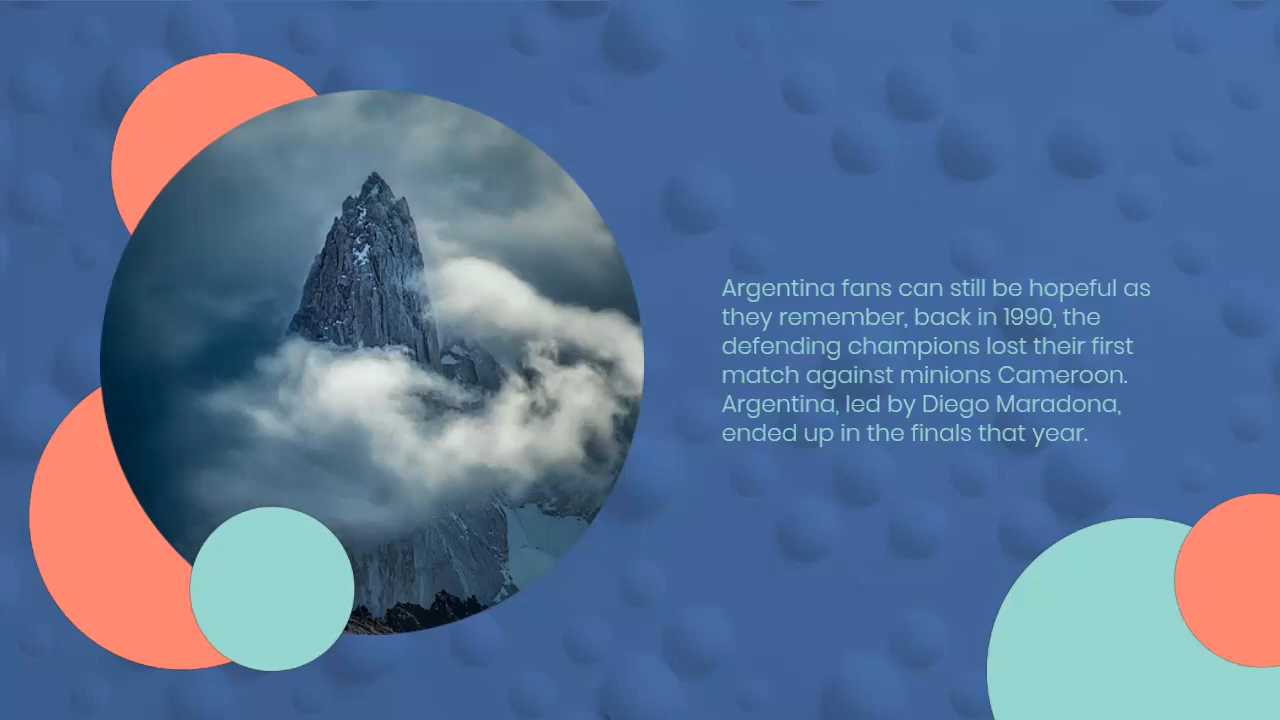 Argentina fans can still be hopeful as
they remember, back in 1990, the
defending champions lost their first
match against minions Cameroon.
Argentina, led by Diego Maradona,
ended up in the finals that year.